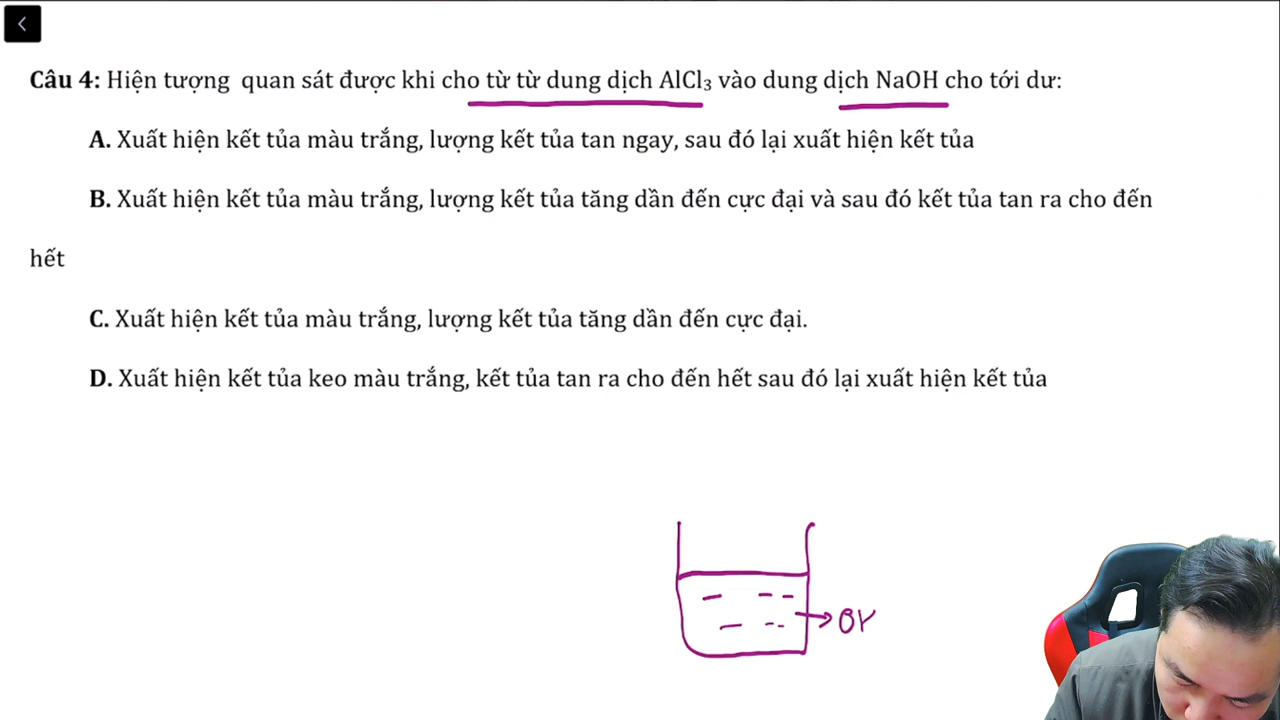 Câu 4: Hiện tượng quan sát được khi cho từ từ dung dịch AlCl₃ vào dung dịch NaOH cho tới dư:
A. Xuất hiện kết tủa màu trắng, lượng kết tủa tan ngay, sau đó lại xuất hiện kết tủa
B. Xuất hiện kết tủa màu trắng, lượng kết tủa tăng dần đến cực đại và sau đó kết tủa tan ra cho đến
hết
C. Xuất hiện kết tủa màu trắng, lượng kết tủa tăng dần đến cực đại.
D. Xuất hiện kết tủa keo màu trắng, kết tủa tan ra cho đến hết sau đó lại xuất hiện kết tủa